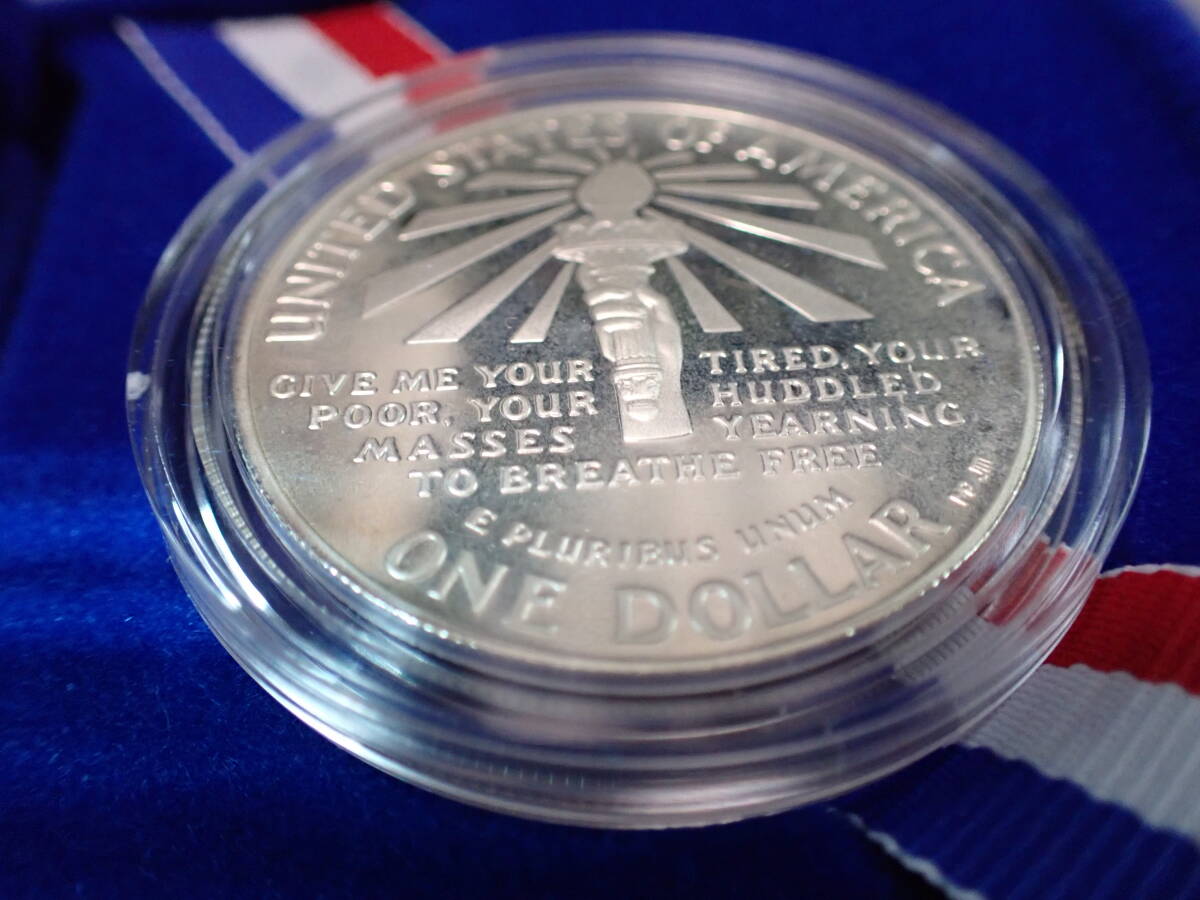 UNITED STATES OF AMERICA
GIVE ME YOUR TIRED, YOUR
POOR, YOUR HUDDLED
MASSES YEARNING
TO BREATHE FREE
E PLURIBUS UNUM
ONE DOLLAR